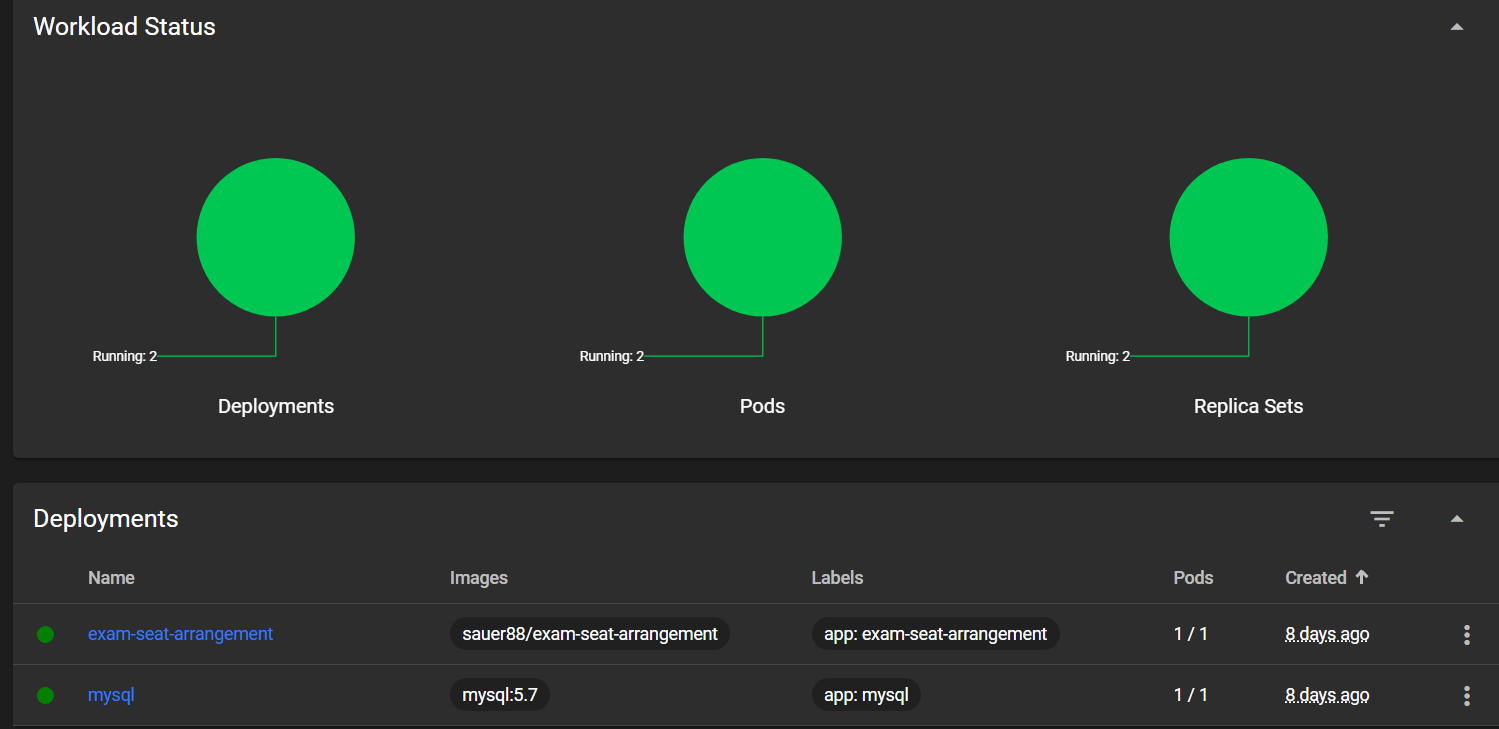 Workload Status
Running: 2 Running: 2 Running: 2
Deployments Pods Replica Sets
Deployments
Name Images Labels Pods Created
exam-seat-arrangement sauer88/exam-seat-arrangement app: exam-seat-arrangement 1 / 1 8 days ago
mysql mysql:5.7 app: mysql 1 / 1 8 days ago